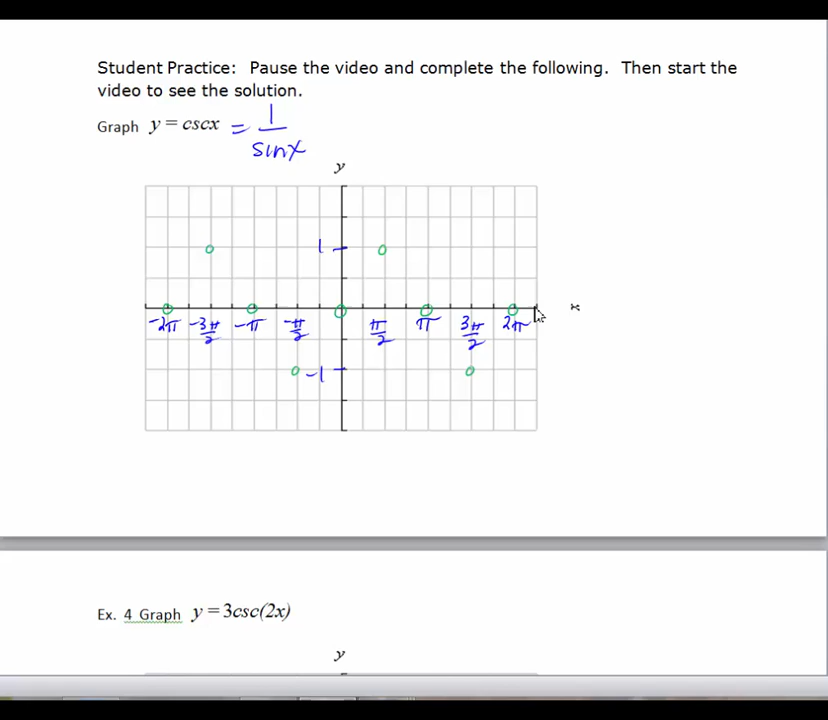 Student Practice: Pause the video and complete the following. Then start the
video to see the solution.
Graph y = cscx = 1/sinx
y
1
x
-2π -3π/2 -π -π/2 π/2 π 3π/2 2π
-1
Ex. 4 Graph y = 3csc(2x)
y